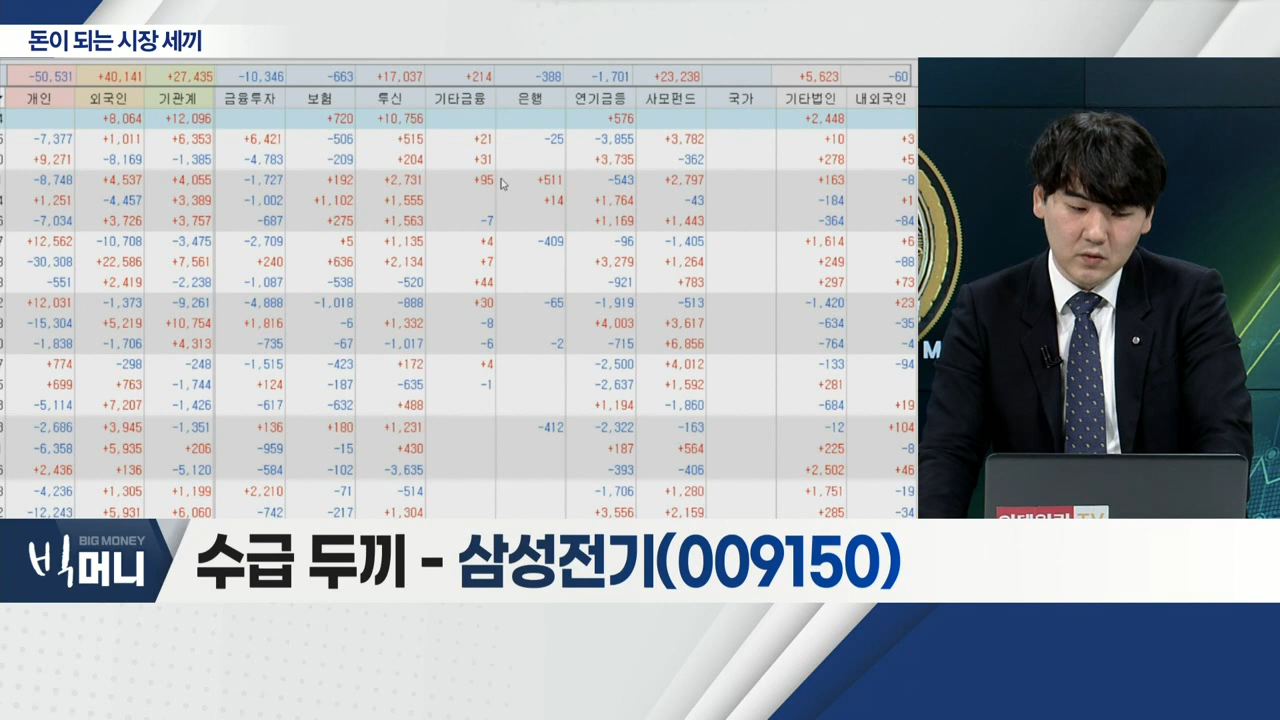 돈이 되는 시장 세끼
-50,531 +40,141 +27,435 -10,346 -663 +17,037 +214 -388 -1,701 +23,238 +5,623 -60
개인 외국인 기관계 금융투자 보험 투신 기타금융 은행 연기금등 사모펀드 국가 기타법인 내외국인
+8,064 +12,096 +720 +10,756 +576 +2,448
-7,377 +1,011 +6,353 +6,421 -506 +515 +21 -25 -3,855 +3,782 +10 +3
+9,271 -8,169 -1,385 -4,783 -209 +204 +31 +3,735 -362 +278 +5
-8,748 +4,537 +4,055 -1,727 +192 +2,731 +95 +511 -543 +2,797 +163 -8
+1,251 -4,457 +3,389 -1,002 +1,102 +1,555 +14 +1,764 -43 -184 +1
-7,034 +3,726 +3,757 -687 +275 +1,563 -7 +1,169 +1,443 -364 -84
+12,562 -10,708 -3,475 -2,709 +5 +1,135 +4 -409 -96 -1,405 +1,614 +6
-30,308 +22,586 +7,561 +240 +636 +2,134 +7 +3,279 +1,264 +249 -88
-551 +2,419 -2,238 -1,087 -538 -520 +44 -921 +783 +297 +73
+12,031 -1,373 -9,261 -4,888 -1,018 -888 +30 -65 -1,919 -513 -1,420 +23
-15,304 +5,219 +10,754 +1,816 -6 +1,332 -8 +4,003 +3,617 -634 -35
-1,838 -1,706 +4,313 -735 -67 -1,017 -6 -2 -715 +6,856 -764 -4
+774 -298 -248 -1,515 -423 +172 +4 -2,500 +4,012 -133 -94
+699 +763 -1,744 +124 -187 -635 -1 -2,637 +1,592 +281
-5,114 +7,207 -1,426 -617 -632 +488 +1,194 -1,860 -684 +19
-2,686 +3,945 -1,351 +136 +180 +1,231 -412 -2,322 -163 -12 +104
-6,358 +5,935 +206 -959 -15 +430 +187 +564 +225 -8
+2,436 +136 -5,120 -584 -102 -3,635 -393 -406 +2,502 +46
-4,236 +1,305 +1,199 +2,210 -71 -514 -1,706 +1,280 +1,751 -19
-12,243 +5,931 +6,060 -742 -217 +1,304 +3,556 +2,159 +285 -34
M
BIG MONEY
빅머니
수급 두끼 - 삼성전기(009150)